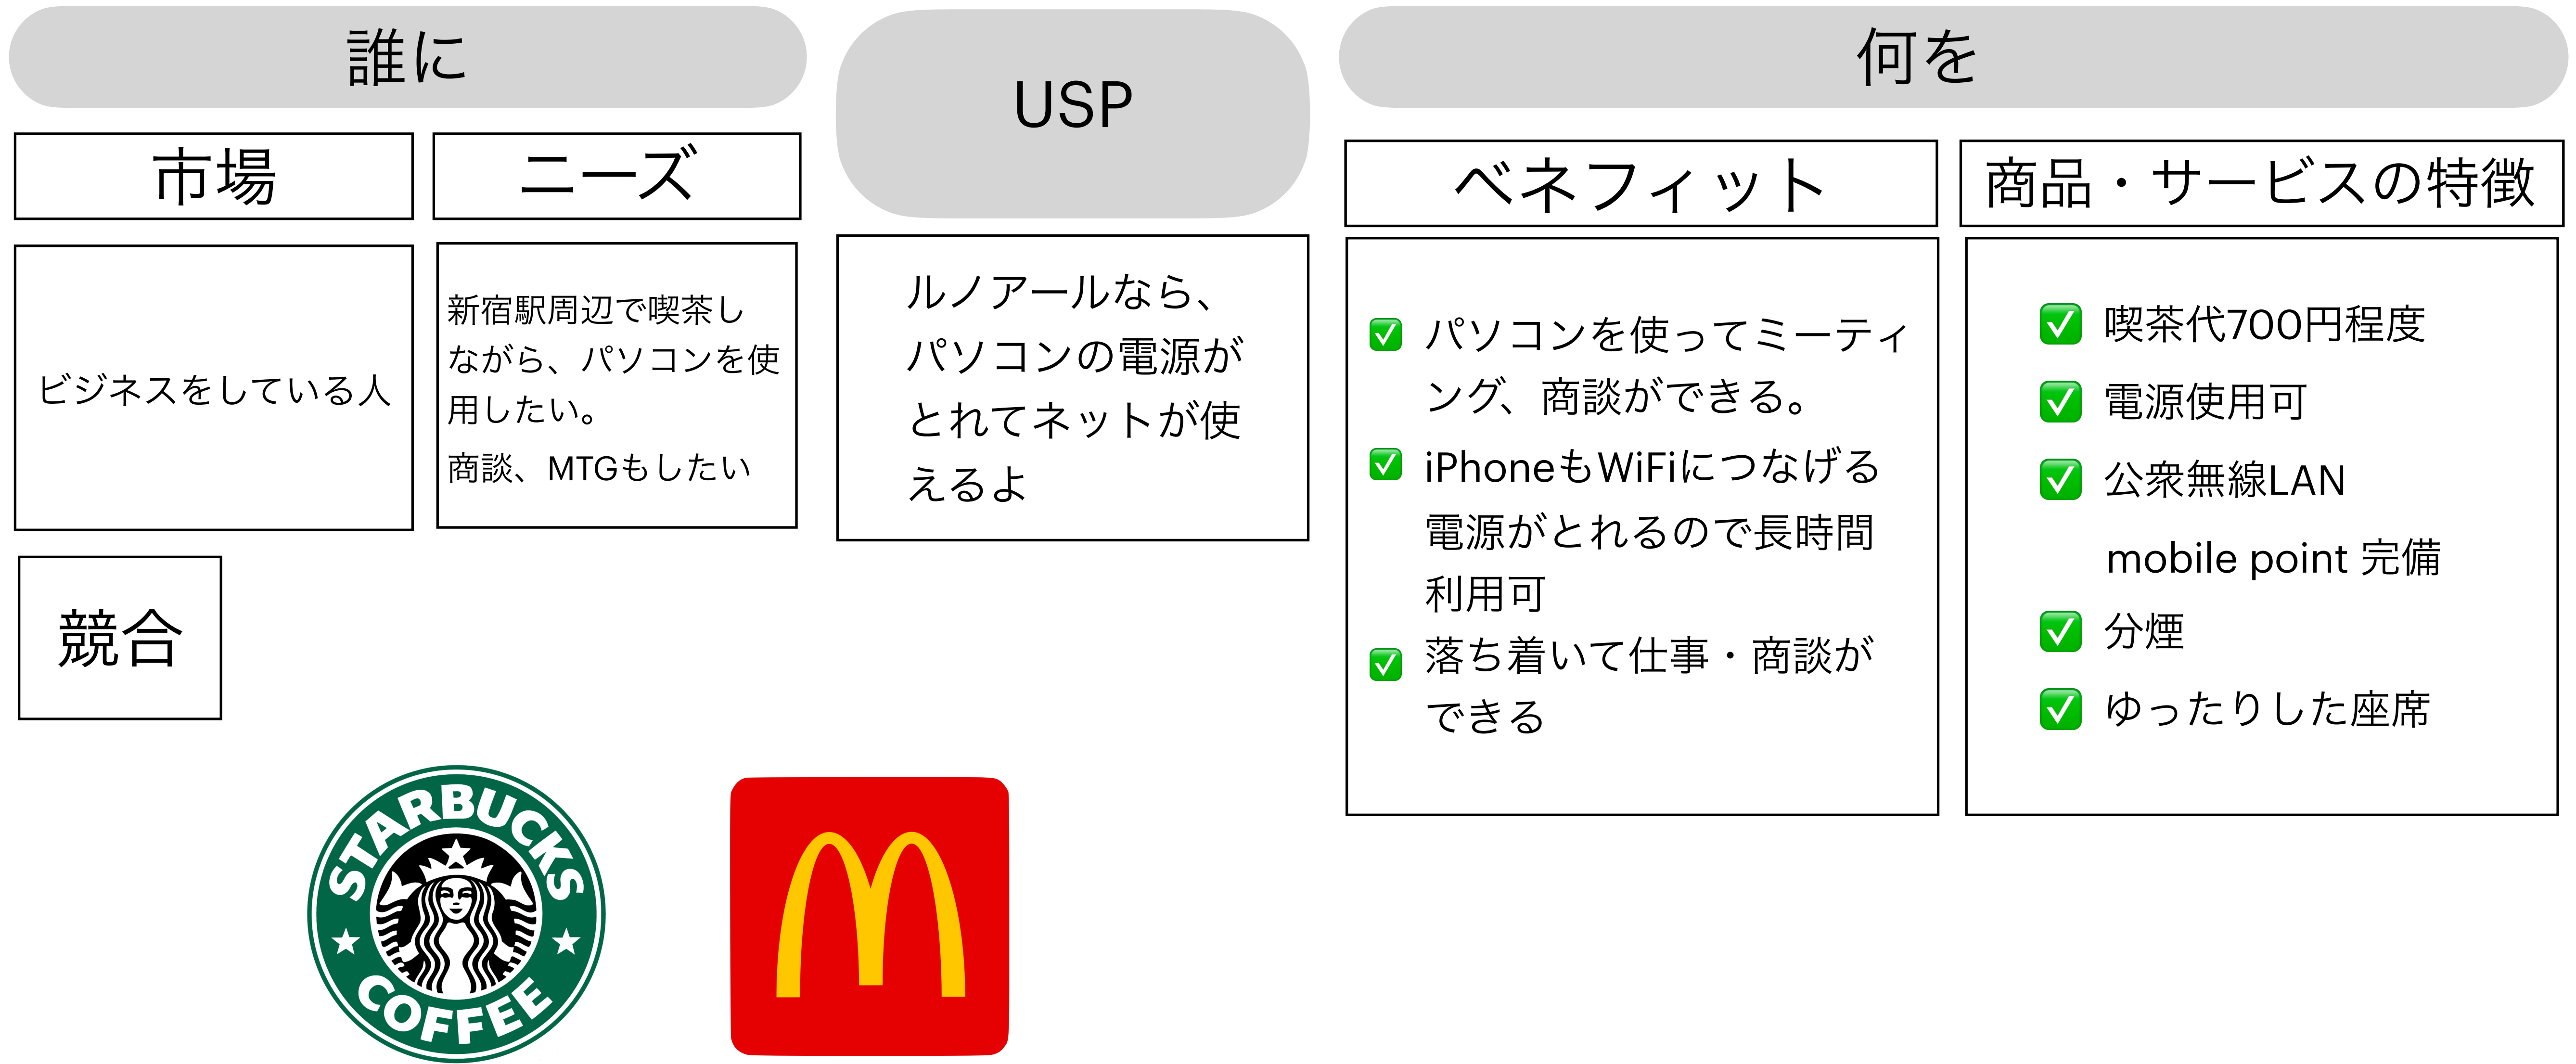 誰に
市場
ニーズ
ビジネスをしている人
新宿駅周辺で喫茶し
ながら、パソコンを使
用したい。
商談、MTGもしたい
競合
STARBUCKS
COFFEE
USP
ルノアールなら、
パソコンの電源が
とれてネットが使
えるよ
何を
ベネフィット
商品・サービスの特徴
パソコンを使ってミーティ
ング、商談ができる。
iPhoneもWiFiにつなげる
電源がとれるので長時間
利用可
落ち着いて仕事・商談が
できる
喫茶代700円程度
電源使用可
公衆無線LAN
mobile point 完備
分煙
ゆったりした座席